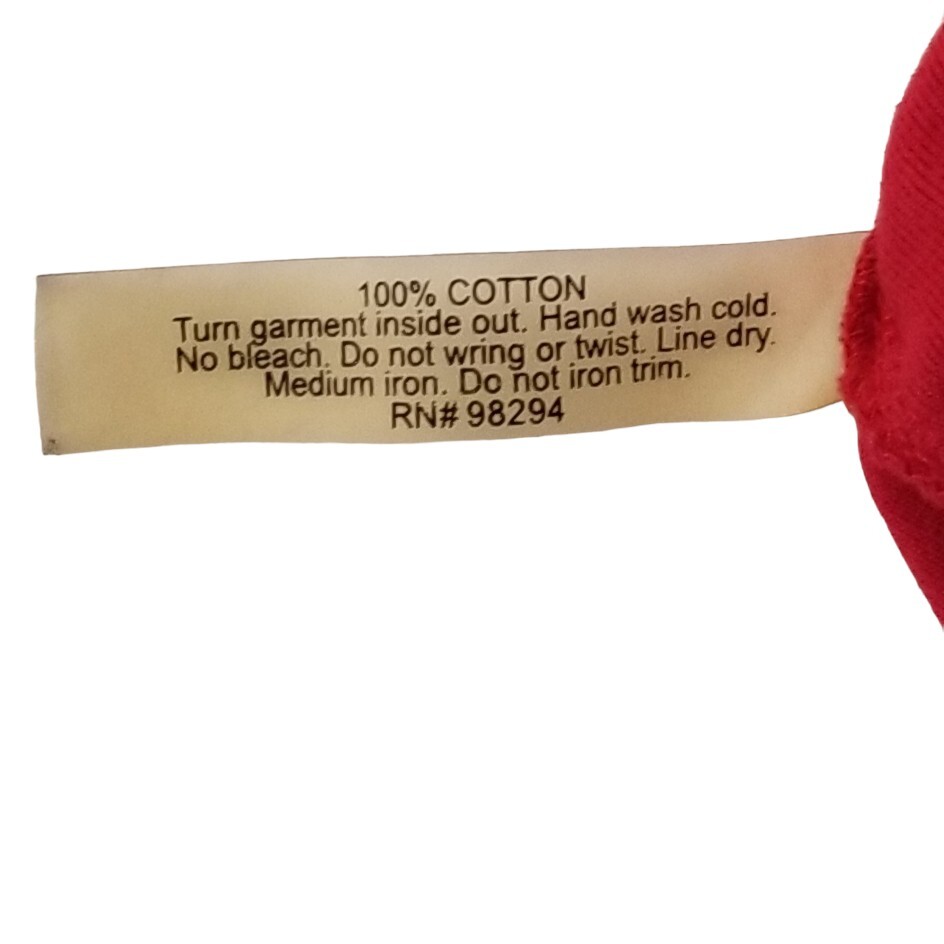 100% COTTON
Turn garment inside out. Hand wash cold.
No bleach. Do not wring or twist. Line dry.
Medium iron. Do not iron trim.
RN# 98294